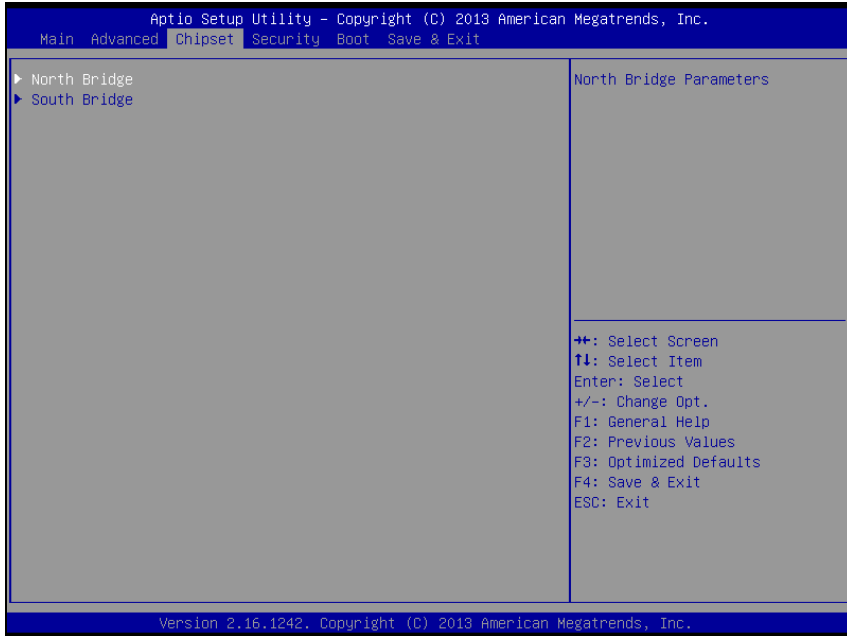 Aptio Setup Utility – Copyright (C) 2013 American Megatrends, Inc.
Main Advanced Chipset Security Boot Save & Exit
▶ North Bridge
▶ South Bridge
North Bridge Parameters
→←: Select Screen
↑↓: Select Item
Enter: Select
+/-: Change Opt.
F1: General Help
F2: Previous Values
F3: Optimized Defaults
F4: Save & Exit
ESC: Exit
Version 2.16.1242. Copyright (C) 2013 American Megatrends, Inc.